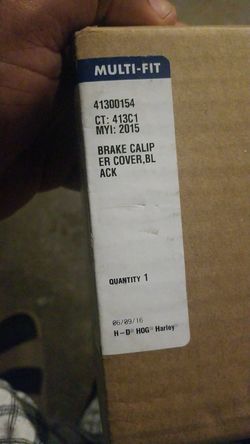 MULTI-FIT
41300154
CT: 413C1
MYI: 2015
BRAKE CALIP
ER COVER,BL
ACK
QUANTITY 1
06/09/16
H-D® HOG® Harley®